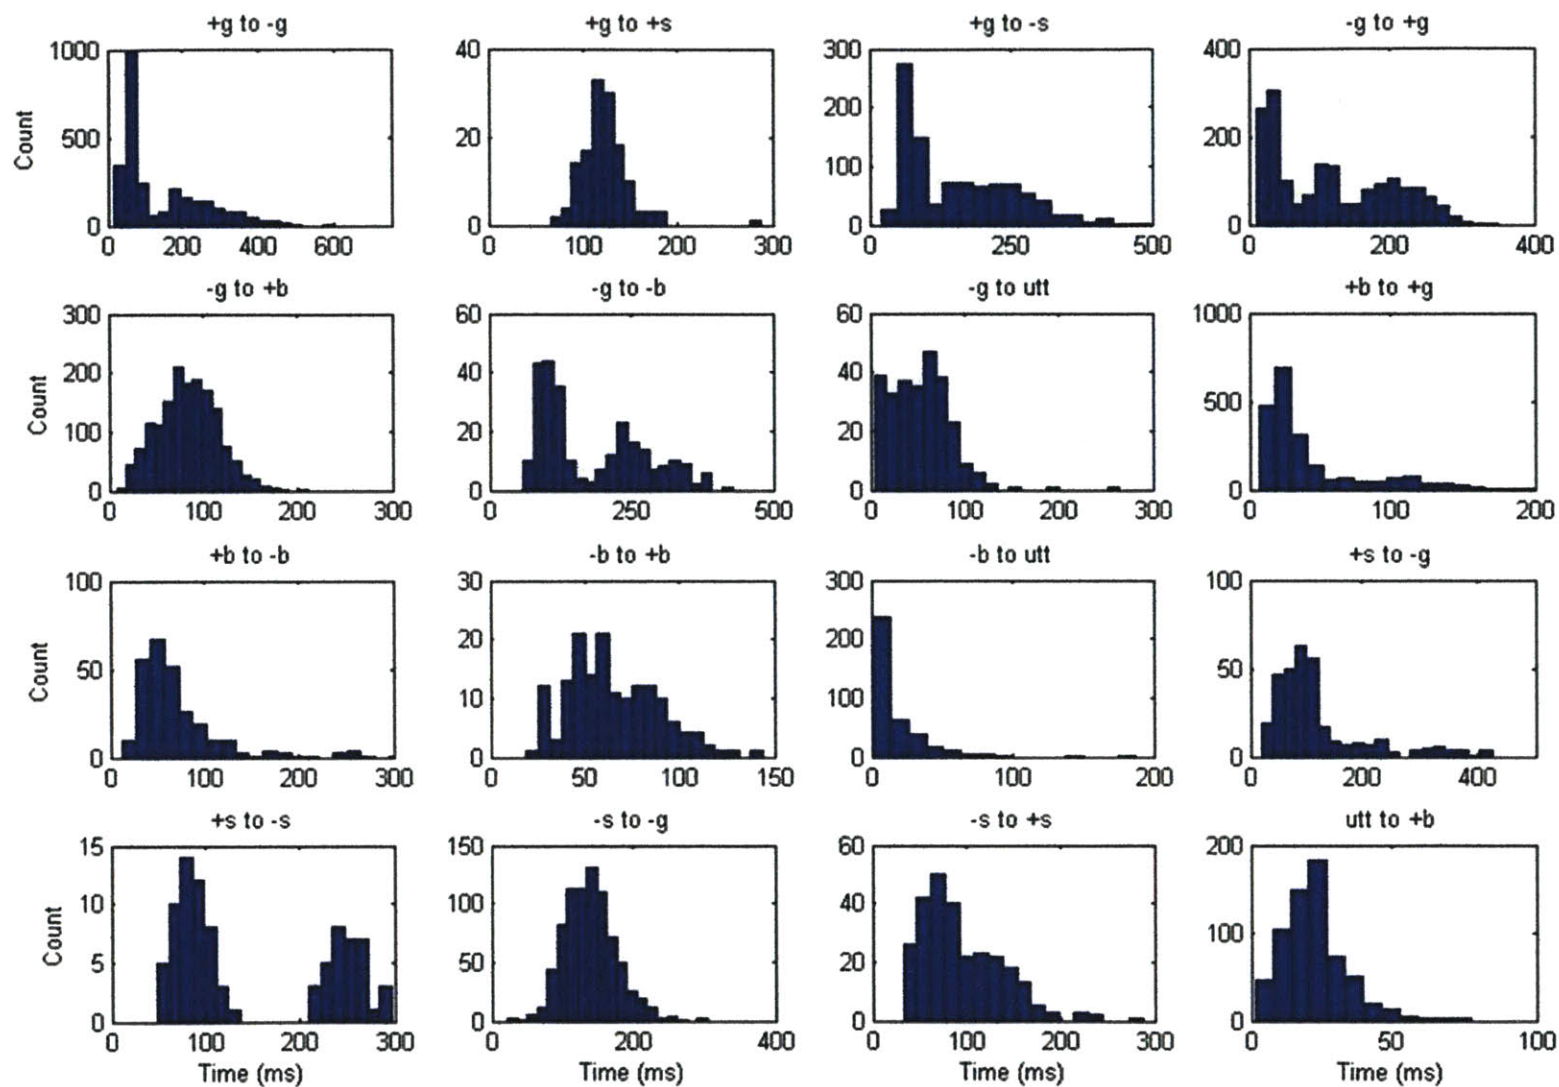 +g to -g
+g to +s
+g to -s
-g to +g
1000
500
0
Count
0 200 400 600
40
20
0
0 100 200 300
300
200
100
0
0 250 500
400
200
0
0 200 400
-g to +b
-g to -b
-g to utt
+b to +g
300
200
100
0
Count
0 100 200 300
60
40
20
0
0 250 500
60
40
20
0
0 100 200 300
1000
500
0
0 100 200
+b to -b
-b to +b
-b to utt
+s to -g
100
50
0
Count
0 100 200 300
30
20
10
0
0 50 100 150
300
200
100
0
0 100 200
100
50
0
0 200 400
+s to -s
-s to -g
-s to +s
utt to +b
15
10
5
0
Count
0 100 200 300
Time (ms)
150
100
50
0
0 200 400
Time (ms)
60
40
20
0
0 100 200 300
Time (ms)
200
100
0
0 50 100
Time (ms)